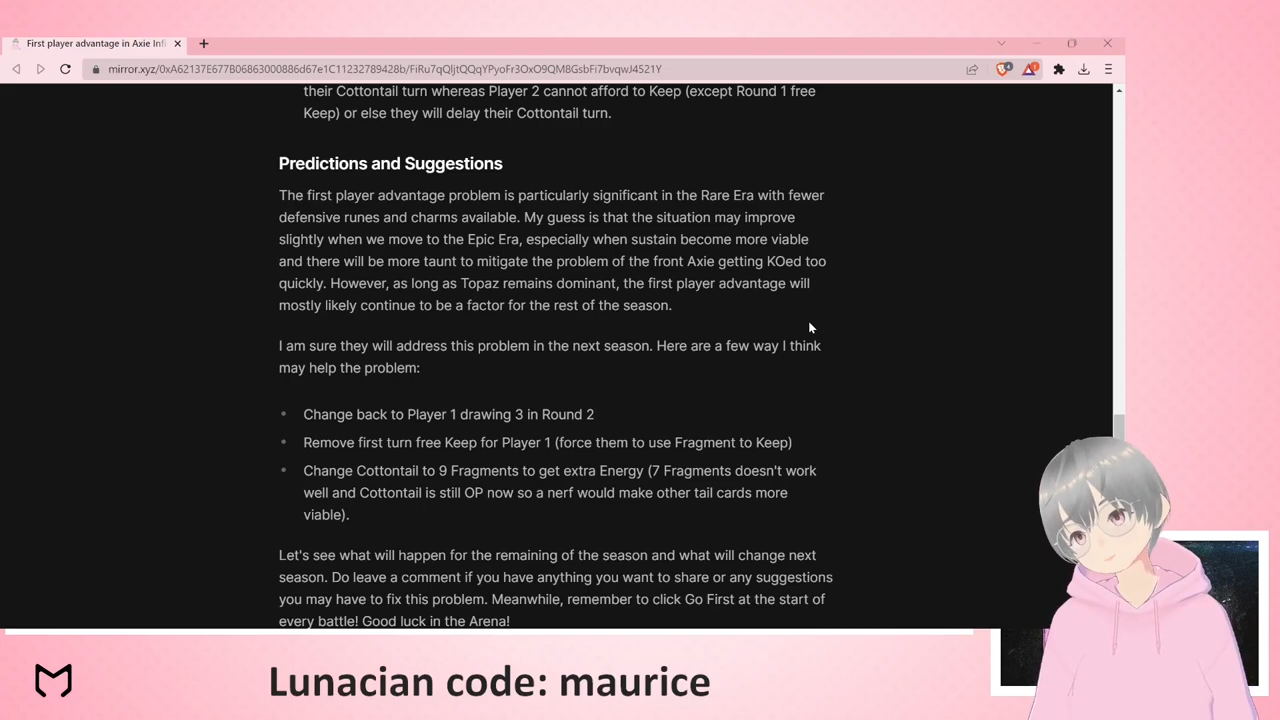 First player advantage in Axie Inf
mirror.xyz/0xA62137E677B06863000886d67e1C11232789428b/FiRu7qQljtQQqYPyoFr3OxO9QM8GsbFi7bvqwJ4521Y
their Cottontail turn whereas Player 2 cannot afford to Keep (except Round 1 free
Keep) or else they will delay their Cottontail turn.
Predictions and Suggestions
The first player advantage problem is particularly significant in the Rare Era with fewer
defensive runes and charms available. My guess is that the situation may improve
slightly when we move to the Epic Era, especially when sustain become more viable
and there will be more taunt to mitigate the problem of the front Axie getting KOed too
quickly. However, as long as Topaz remains dominant, the first player advantage will
mostly likely continue to be a factor for the rest of the season.
I am sure they will address this problem in the next season. Here are a few way I think
may help the problem:
• Change back to Player 1 drawing 3 in Round 2
• Remove first turn free Keep for Player 1 (force them to use Fragment to Keep)
• Change Cottontail to 9 Fragments to get extra Energy (7 Fragments doesn't work
well and Cottontail is still OP now so a nerf would make other tail cards more
viable).
Let's see what will happen for the remaining of the season and what will change next
season. Do leave a comment if you have anything you want to share or any suggestions
you may have to fix this problem. Meanwhile, remember to click Go First at the start of
every battle! Good luck in the Arena!
Lunacian code: maurice